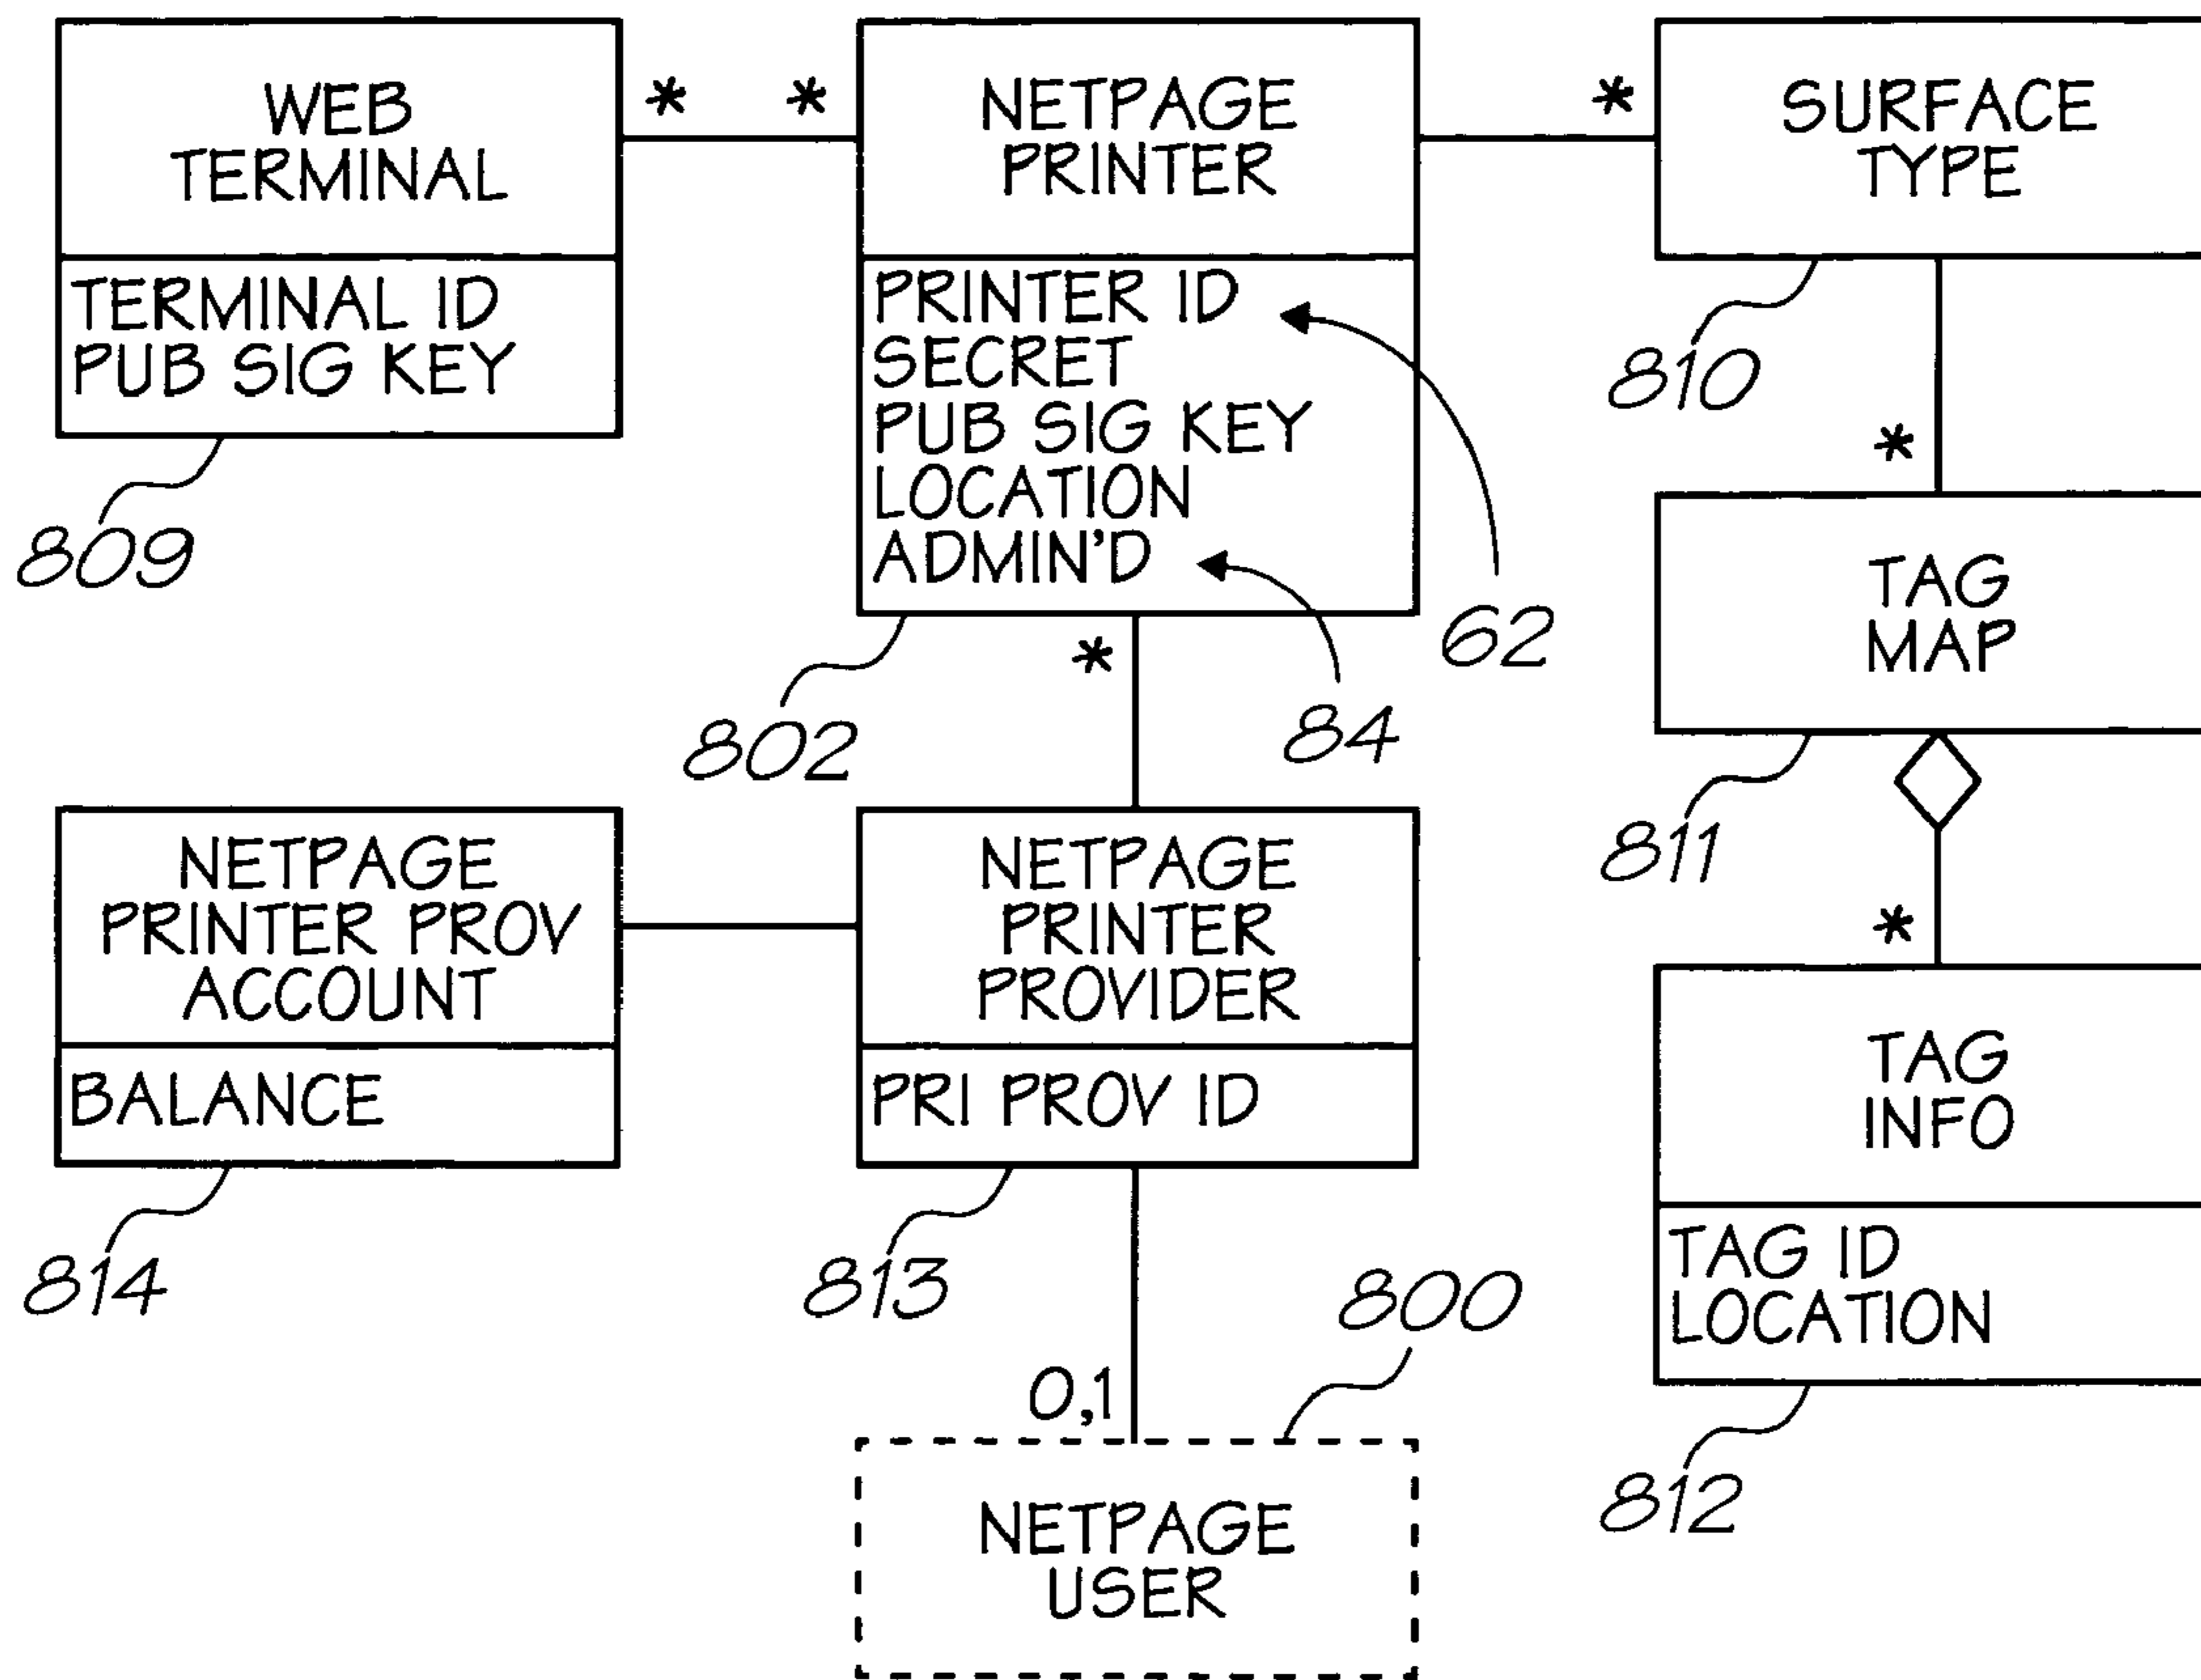 WEB
TERMINAL
TERMINAL ID
PUB SIG KEY
809
*
*
NETPAGE
PRINTER
PRINTER ID
SECRET
PUB SIG KEY
LOCATION
ADMIN'D
62
84
802
*
*
SURFACE
TYPE
810
*
TAG
MAP
811
*
TAG
INFO
TAG ID
LOCATION
812
NETPAGE
PRINTER PROV
ACCOUNT
BALANCE
814
NETPAGE
PRINTER
PROVIDER
PRI PROV ID
813
800
0,1
NETPAGE
USER